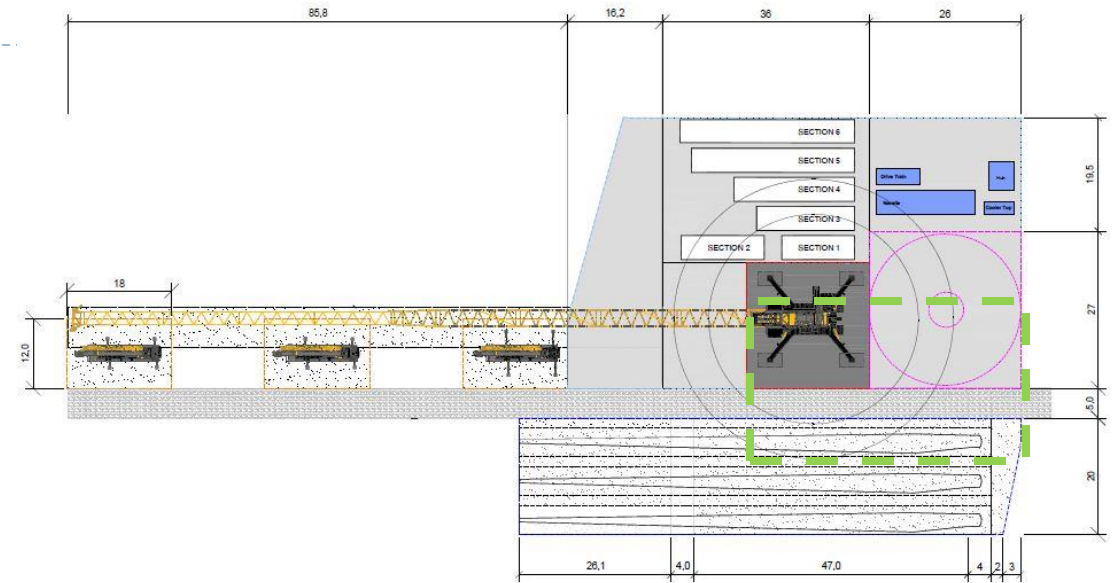 85,8
16,2
36
26
SECTION 6
SECTION 5
SECTION 4
SECTION 3
SECTION 2
SECTION 1
Drive Train
Hub
Nacelle
Cooler Top
19,5
18
12,0
27
5,0
20
26,1
4,0
47,0
4
2
3